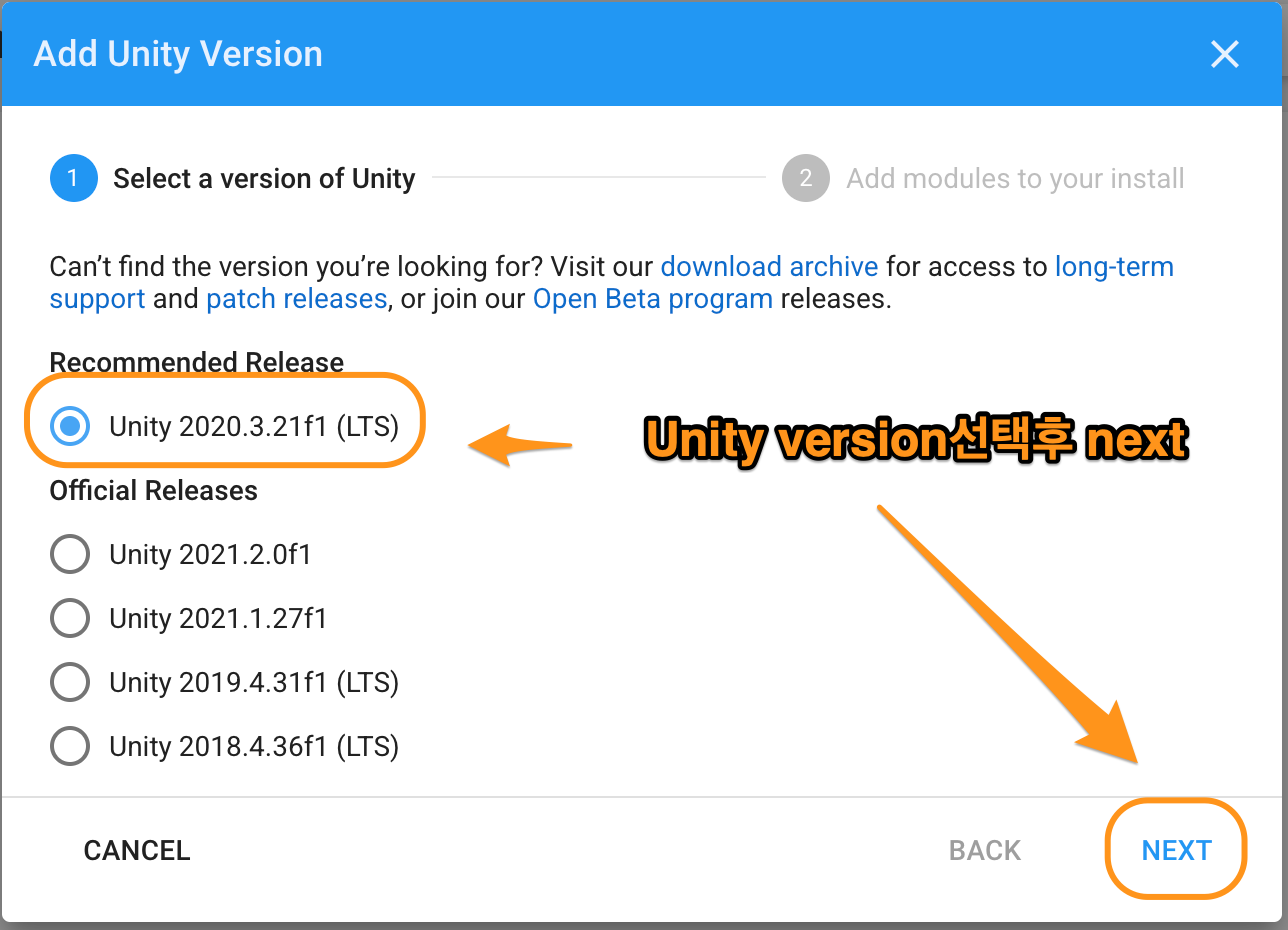 Add Unity Version
1 Select a version of Unity 2 Add modules to your install
Can’t find the version you’re looking for? Visit our download archive for access to long-term
support and patch releases, or join our Open Beta program releases.
Recommended Release
Unity 2020.3.21f1 (LTS)
Unity version선택후 next
Official Releases
Unity 2021.2.0f1
Unity 2021.1.27f1
Unity 2019.4.31f1 (LTS)
Unity 2018.4.36f1 (LTS)
CANCEL BACK NEXT